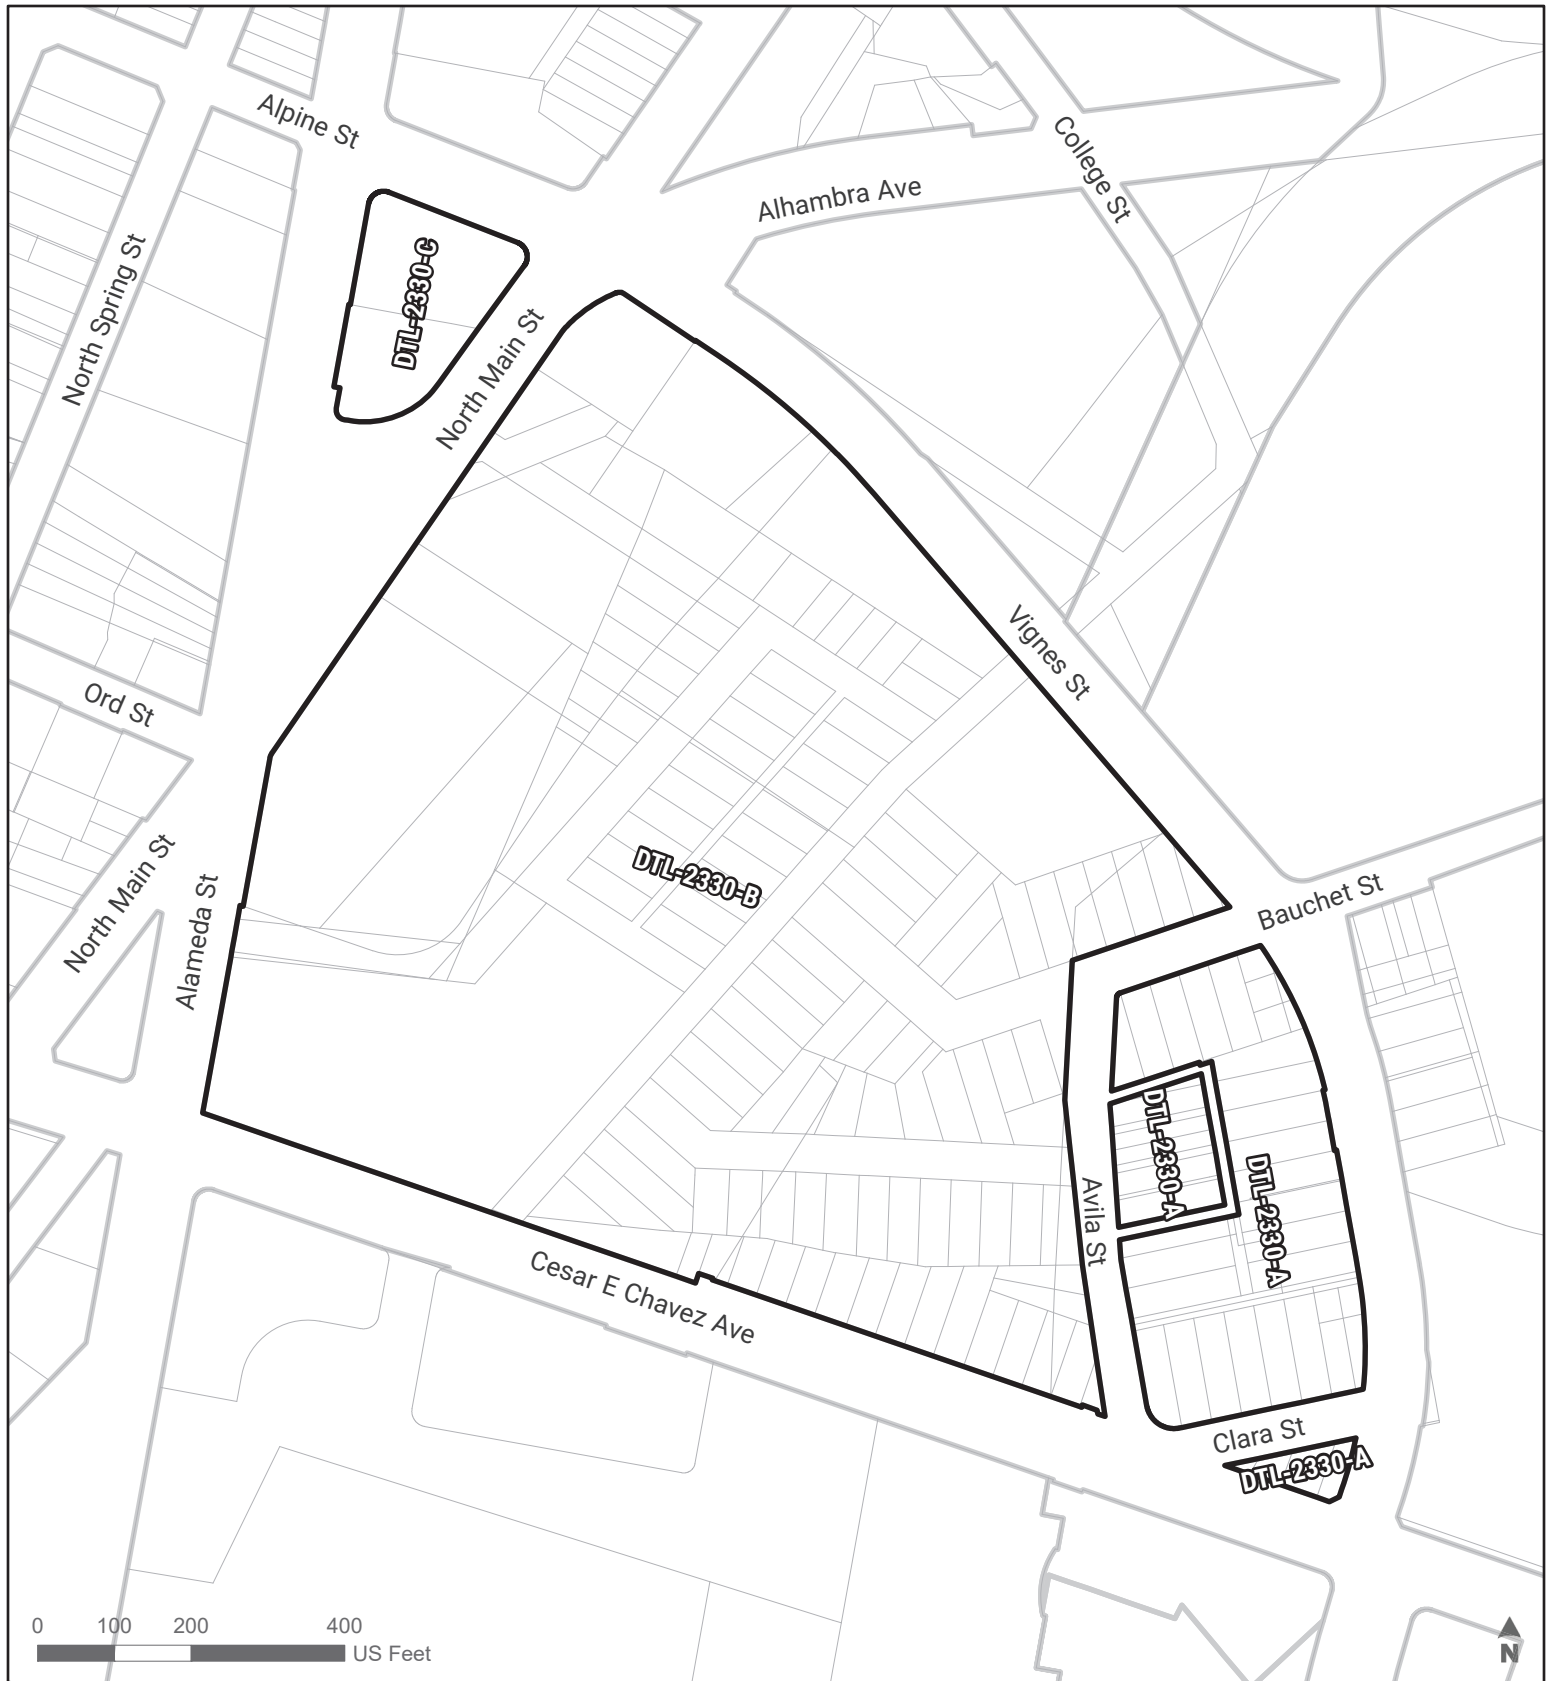 Alpine St
College St
Alhambra Ave
North Spring St
DTL-2330-C
North Main St
Vignes St
Ord St
North Main St
Alameda St
DTL-2330-B
Bauchet St
DTL-2330-A
DTL-2330-A
Avila St
Cesar E Chavez Ave
Clara St
DTL-2330-A
0 100 200 400
US Feet
N